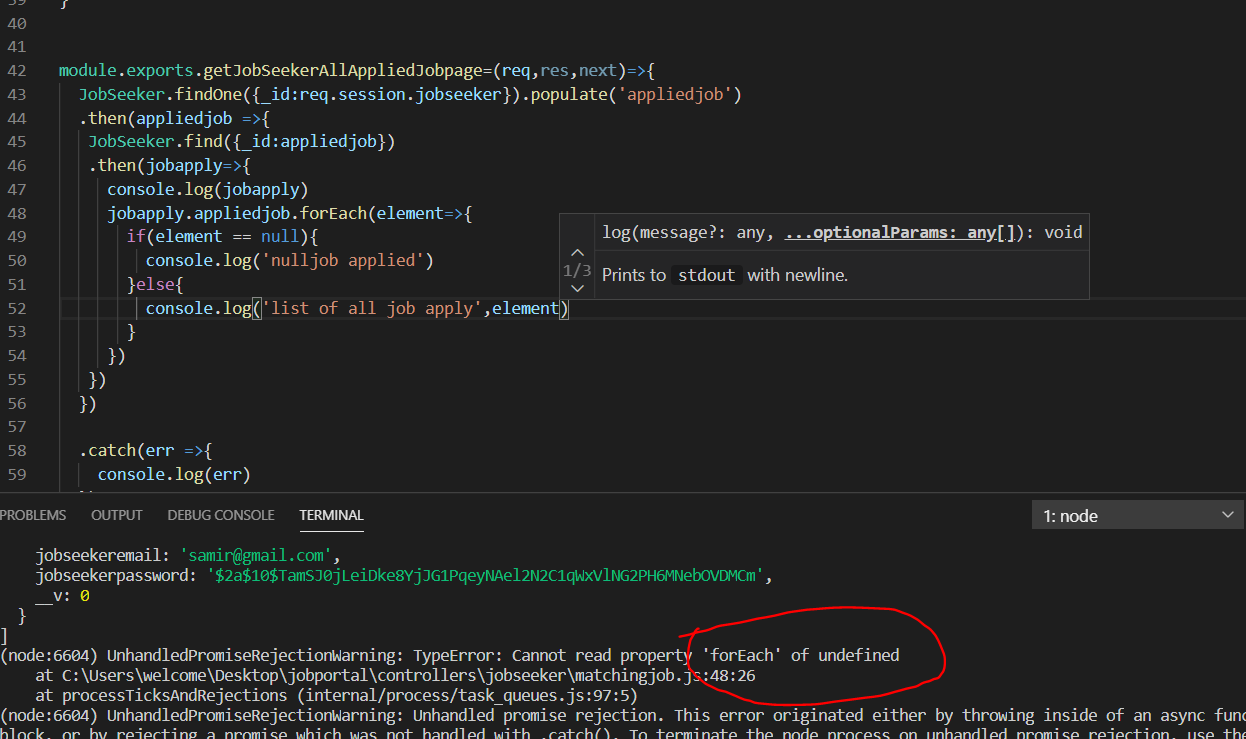 39 }
40
41
42 module.exports.getJobSeekerAllAppliedJobpage=(req,res,next)=>{
43 JobSeeker.findOne({_id:req.session.jobseeker}).populate('appliedjob')
44 .then(appliedjob =>{
45 JobSeeker.find({_id:appliedjob})
46 .then(jobapply=>{
47 console.log(jobapply)
48 jobapply.appliedjob.forEach(element=>{
log(message?: any, ...optionalParams: any[]): void
49 if(element == null){
50 console.log('nulljob applied')
1/3 Prints to stdout with newline.
51 }else{
52 console.log('list of all job apply',element)
53 }
54 })
55 })
56 })
57
58 .catch(err =>{
59 console.log(err)
PROBLEMS OUTPUT DEBUG CONSOLE TERMINAL 1: node
jobseekeremail: 'samir@gmail.com',
jobseekerpassword: '$2a$10$TamSJ0jLeiDke8YjJG1PqeyNAel2N2C1qWxVlNG2PH6MNebOVDMCm',
__v: 0
}
]
(node:6604) UnhandledPromiseRejectionWarning: TypeError: Cannot read property 'forEach' of undefined
at C:\Users\welcome\Desktop\jobportal\controllers\jobseeker\matchingjob.js:48:26
at processTicksAndRejections (internal/process/task_queues.js:97:5)
(node:6604) UnhandledPromiseRejectionWarning: Unhandled promise rejection. This error originated either by throwing inside of an async func
block, or by rejecting a promise which was not handled with .catch(). To terminate the node process on unhandled promise rejection, use the